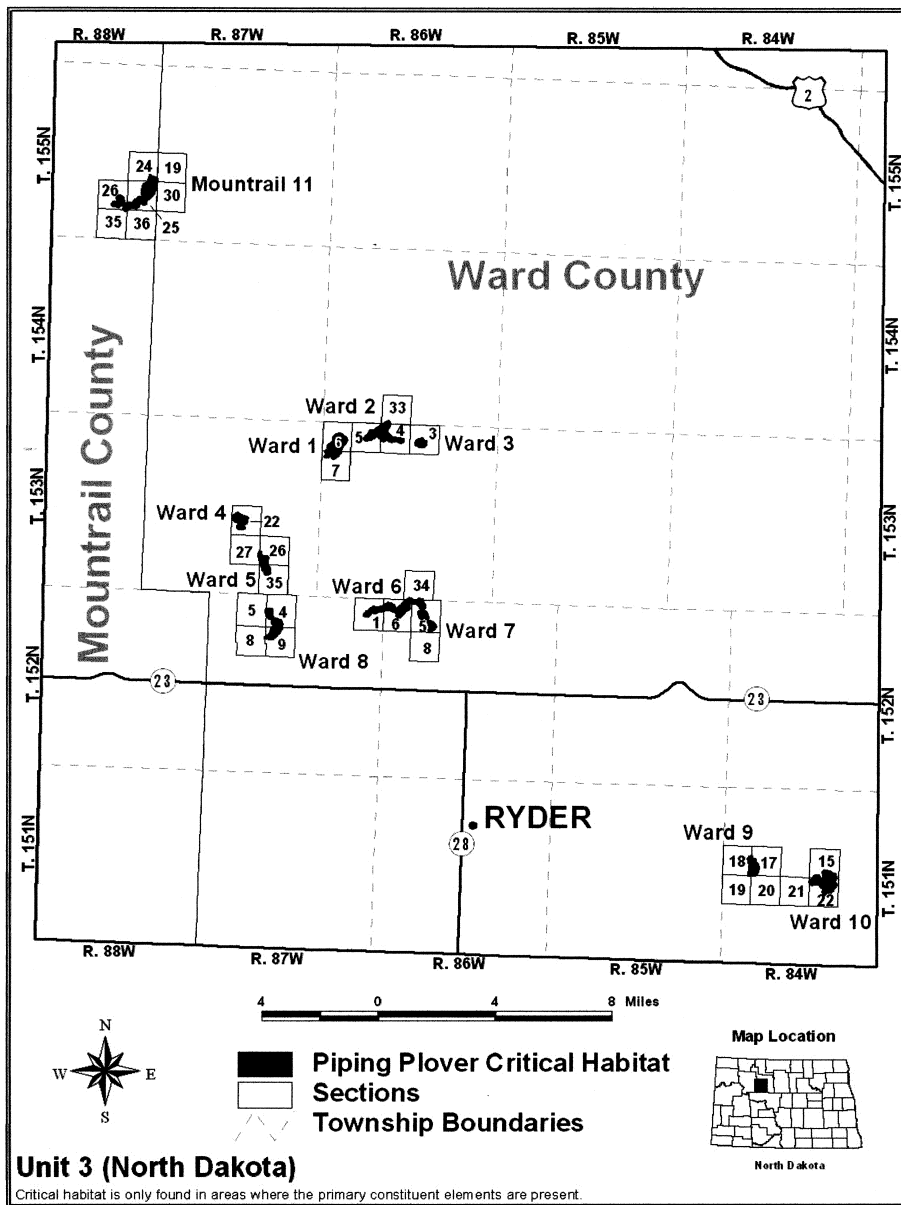 R. 88W R. 87W R. 86W R. 85W R. 84W
2
T. 155N
T. 155N
24 19
Mountrail 11
26 30
35 36 25
Ward County
T. 154N
T. 154N
Mountrail County
Ward 2 33
Ward 1 6 5 4 3 Ward 3
7
T. 153N
T. 153N
Ward 4 22
27 26
Ward 5 35
Ward 6 34
5 4
1 6 5 Ward 7
8 9 8
Ward 8
T. 152N
T. 152N
23
23
RYDER
28
T. 151N
T. 151N
Ward 9
18 17 15
19 20 21 22
Ward 10
R. 88W R. 87W R. 86W R. 85W R. 84W
4 0 4 8 Miles
N
W E
S
Piping Plover Critical Habitat
Sections
Township Boundaries
Map Location
North Dakota
Unit 3 (North Dakota)
Critical habitat is only found in areas where the primary constituent elements are present.